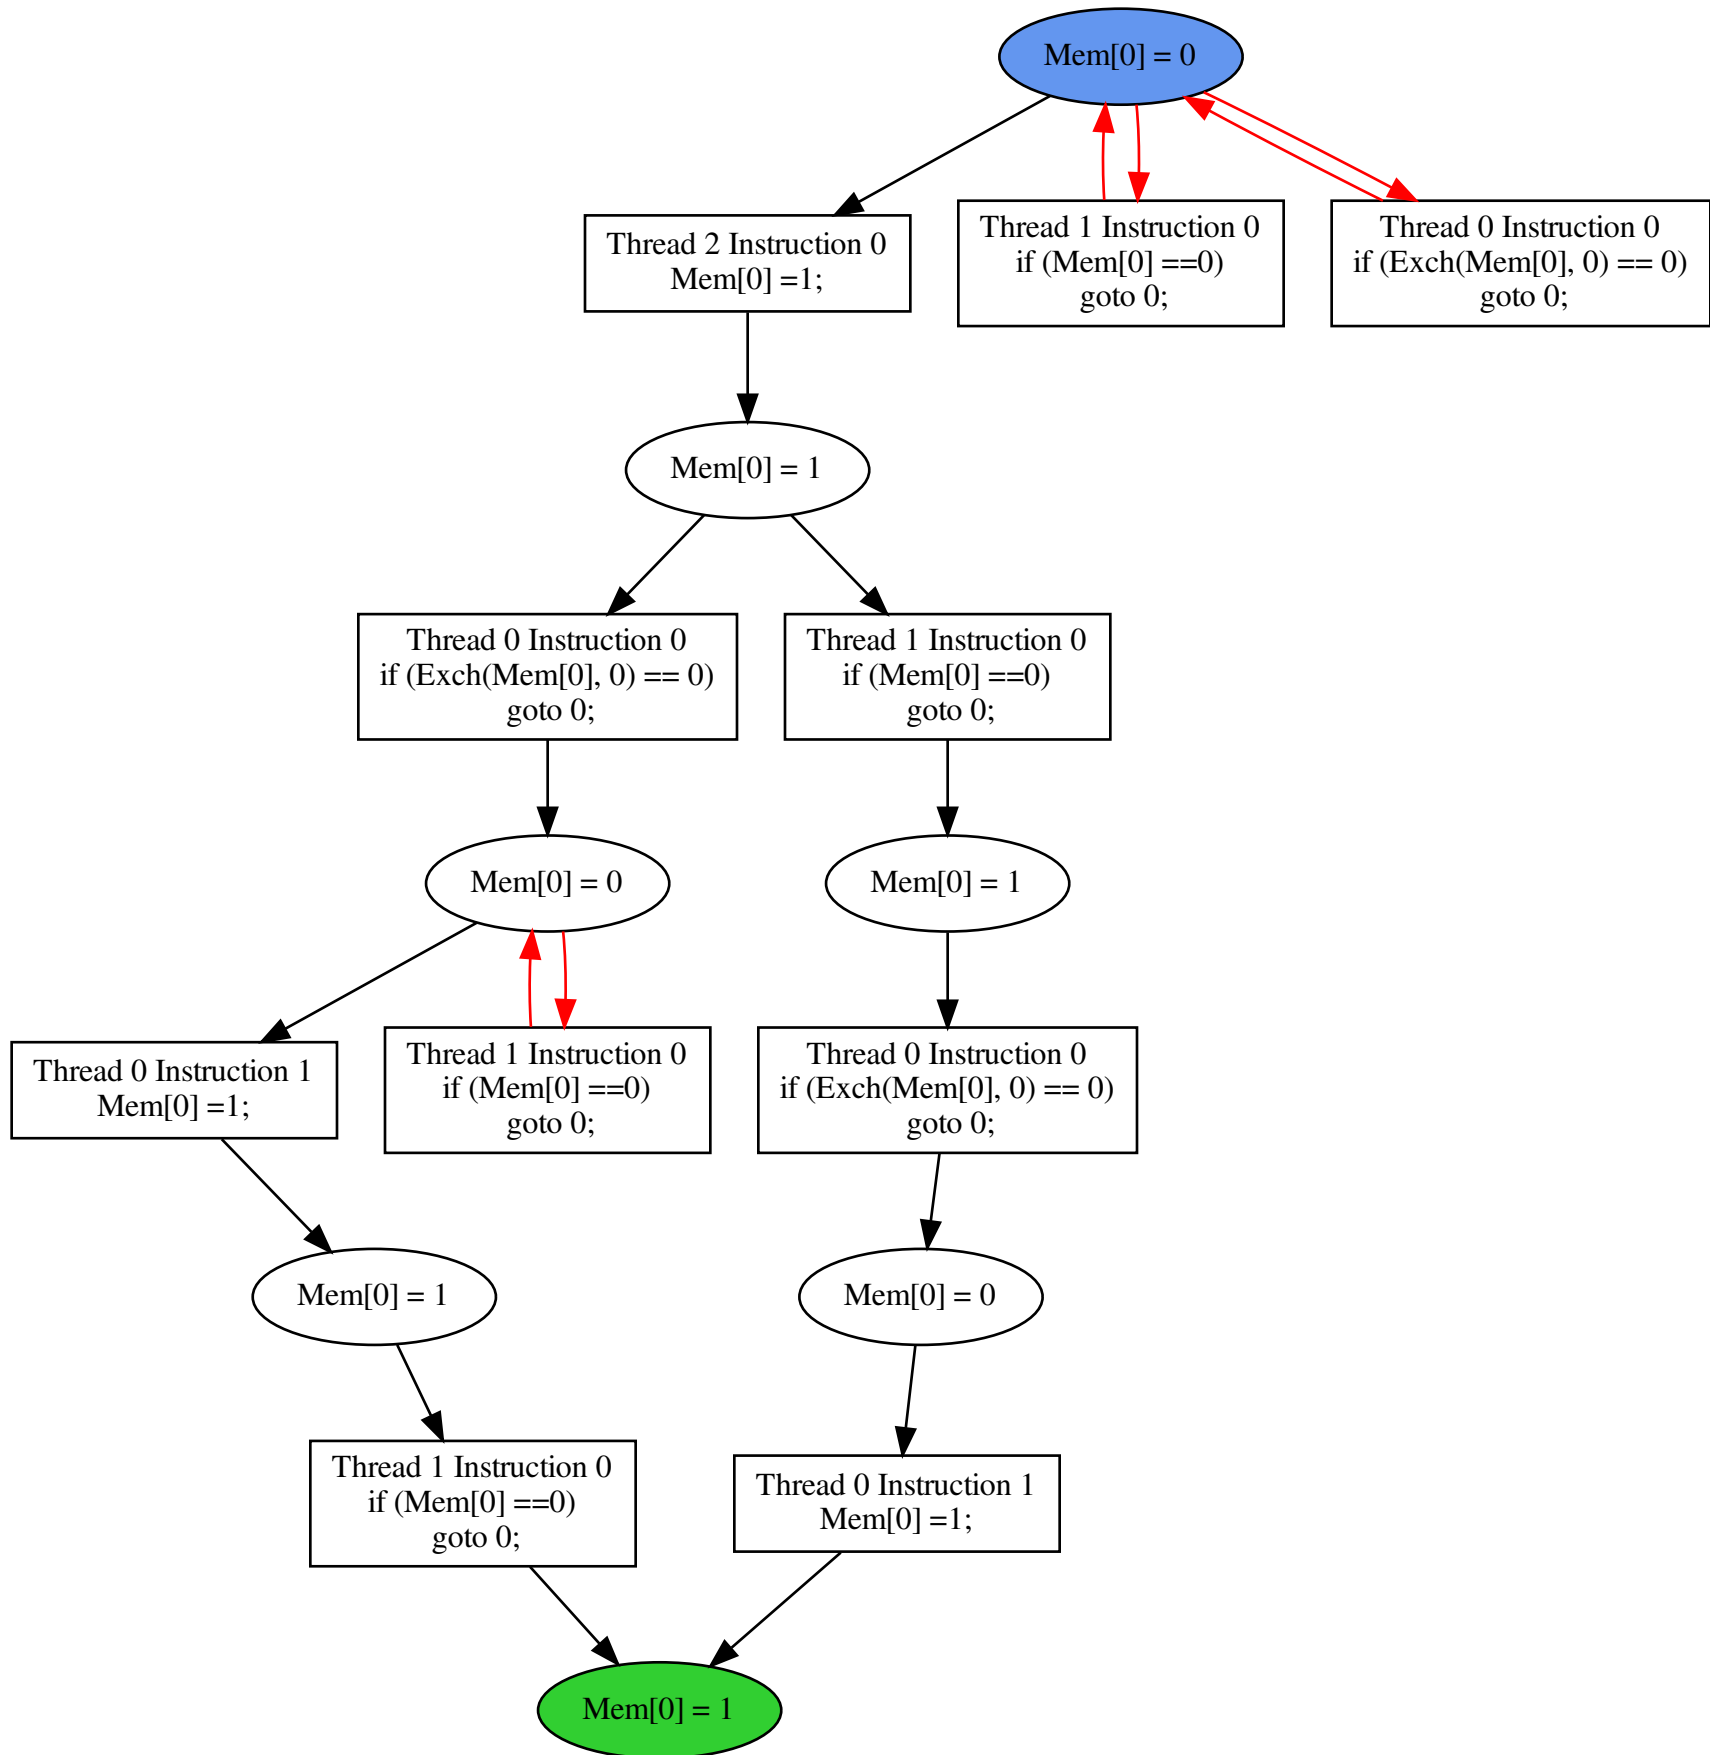 Mem[0] = 0
Thread 2 Instruction 0
Mem[0] =1;
Thread 1 Instruction 0
if (Mem[0] ==0)
goto 0;
Thread 0 Instruction 0
if (Exch(Mem[0], 0) == 0)
goto 0;
Mem[0] = 1
Thread 0 Instruction 0
if (Exch(Mem[0], 0) == 0)
goto 0;
Thread 1 Instruction 0
if (Mem[0] ==0)
goto 0;
Mem[0] = 0
Mem[0] = 1
Thread 0 Instruction 1
Mem[0] =1;
Thread 1 Instruction 0
if (Mem[0] ==0)
goto 0;
Thread 0 Instruction 0
if (Exch(Mem[0], 0) == 0)
goto 0;
Mem[0] = 1
Mem[0] = 0
Thread 1 Instruction 0
if (Mem[0] ==0)
goto 0;
Thread 0 Instruction 1
Mem[0] =1;
Mem[0] = 1